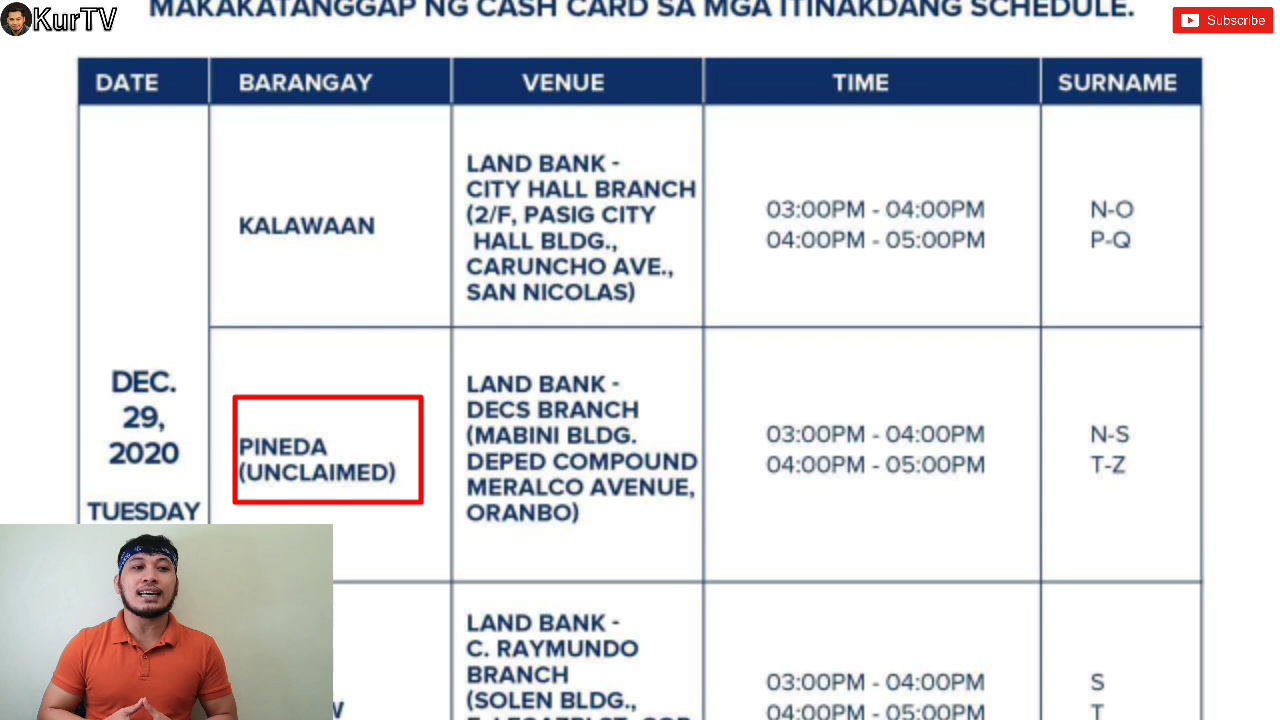 KurTV
MAKAKATANGGAP NG CASH CARD SA MGA ITINAKDANG SCHEDULE.
Subscribe
DATE BARANGAY VENUE TIME SURNAME
DEC.
29,
2020
TUESDAY
KALAWAAN
LAND BANK -
CITY HALL BRANCH
(2/F, PASIG CITY
HALL BLDG.,
CARUNCHO AVE.,
SAN NICOLAS)
03:00PM - 04:00PM N-O
04:00PM - 05:00PM P-Q
PINEDA
(UNCLAIMED)
LAND BANK -
DECS BRANCH
(MABINI BLDG.
DEPED COMPOUND
MERALCO AVENUE,
ORANBO)
03:00PM - 04:00PM N-S
04:00PM - 05:00PM T-Z
LAND BANK -
C. RAYMUNDO
BRANCH
(SOLEN BLDG.,
03:00PM - 04:00PM S
04:00PM - 05:00PM T